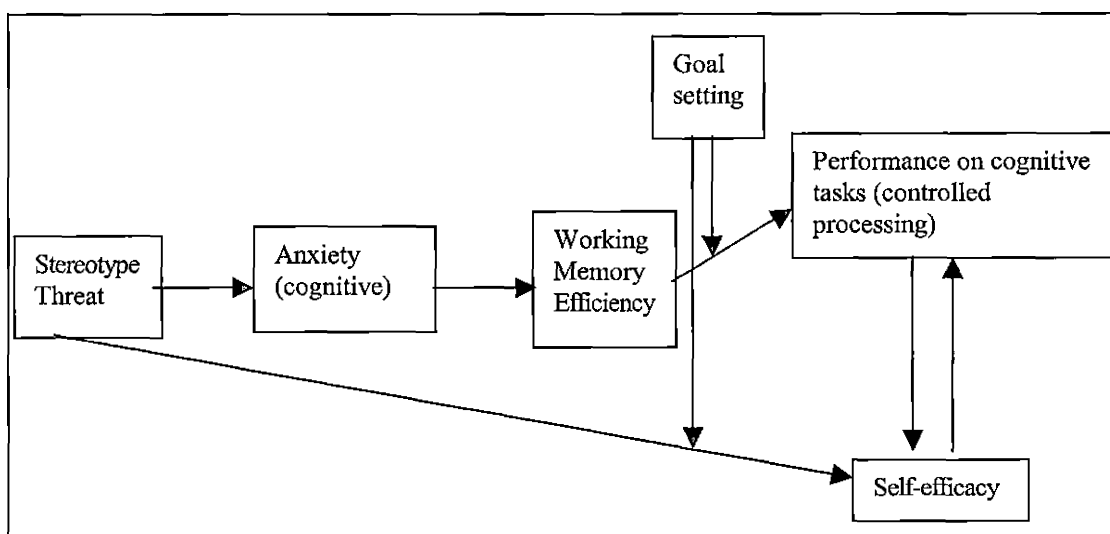 Goal
setting
Performance on cognitive
tasks (controlled
processing)
Stereotype
Threat
Anxiety
(cognitive)
Working
Memory
Efficiency
Self-efficacy